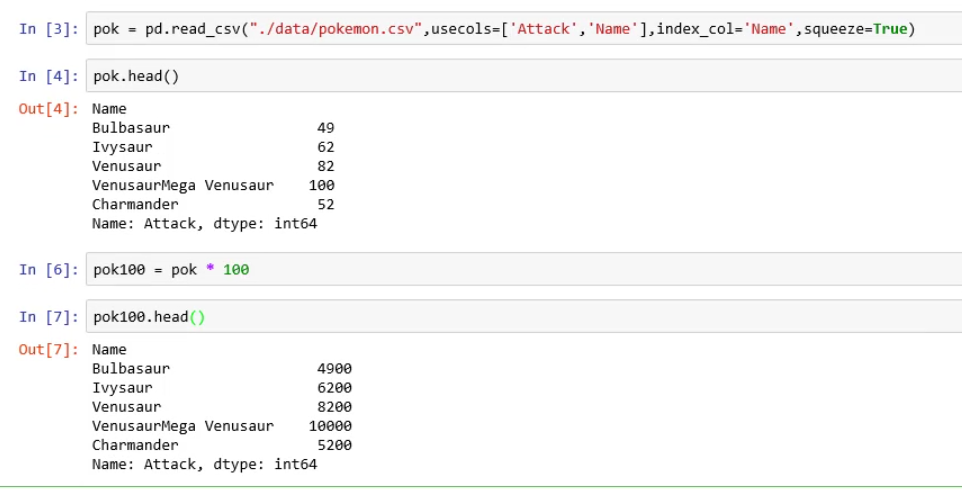 In [3]: pok = pd.read_csv("./data/pokemon.csv",usecols=['Attack','Name'],index_col='Name',squeeze=True)
In [4]: pok.head()
Out[4]: Name
Bulbasaur 49
Ivysaur 62
Venusaur 82
VenusaurMega Venusaur 100
Charmander 52
Name: Attack, dtype: int64
In [6]: pok100 = pok * 100
In [7]: pok100.head()
Out[7]: Name
Bulbasaur 4900
Ivysaur 6200
Venusaur 8200
VenusaurMega Venusaur 10000
Charmander 5200
Name: Attack, dtype: int64